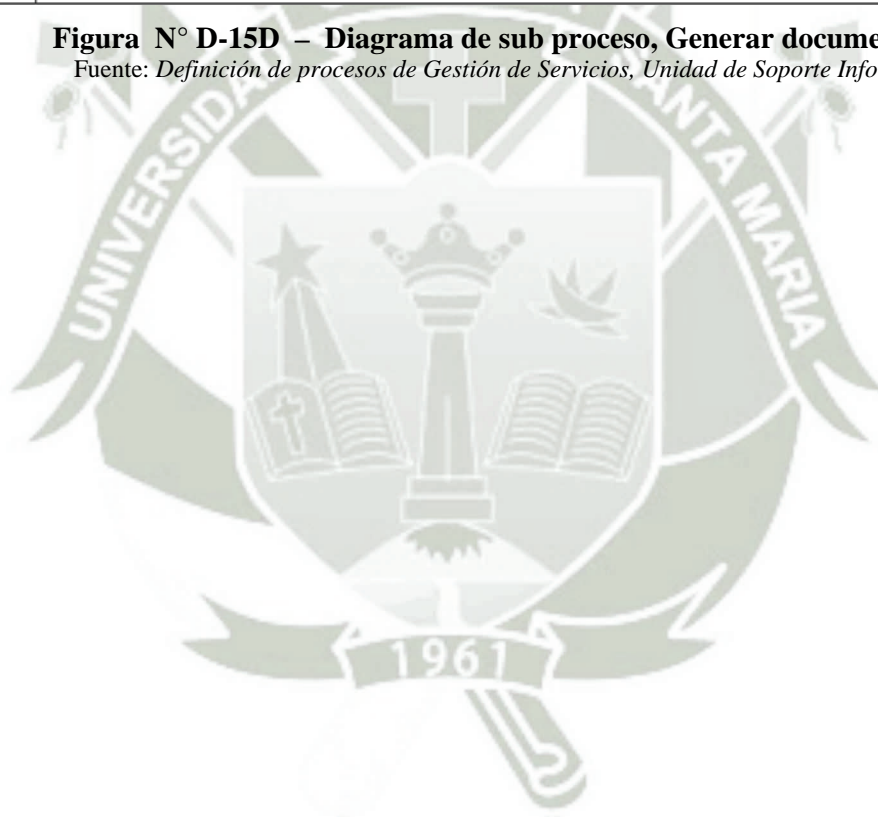 Figura N° D-15D – Diagrama de sub proceso, Generar docume
Fuente: Definición de procesos de Gestión de Servicios, Unidad de Soporte Info
UNIVERSIDA
SANTA MARIA
1961